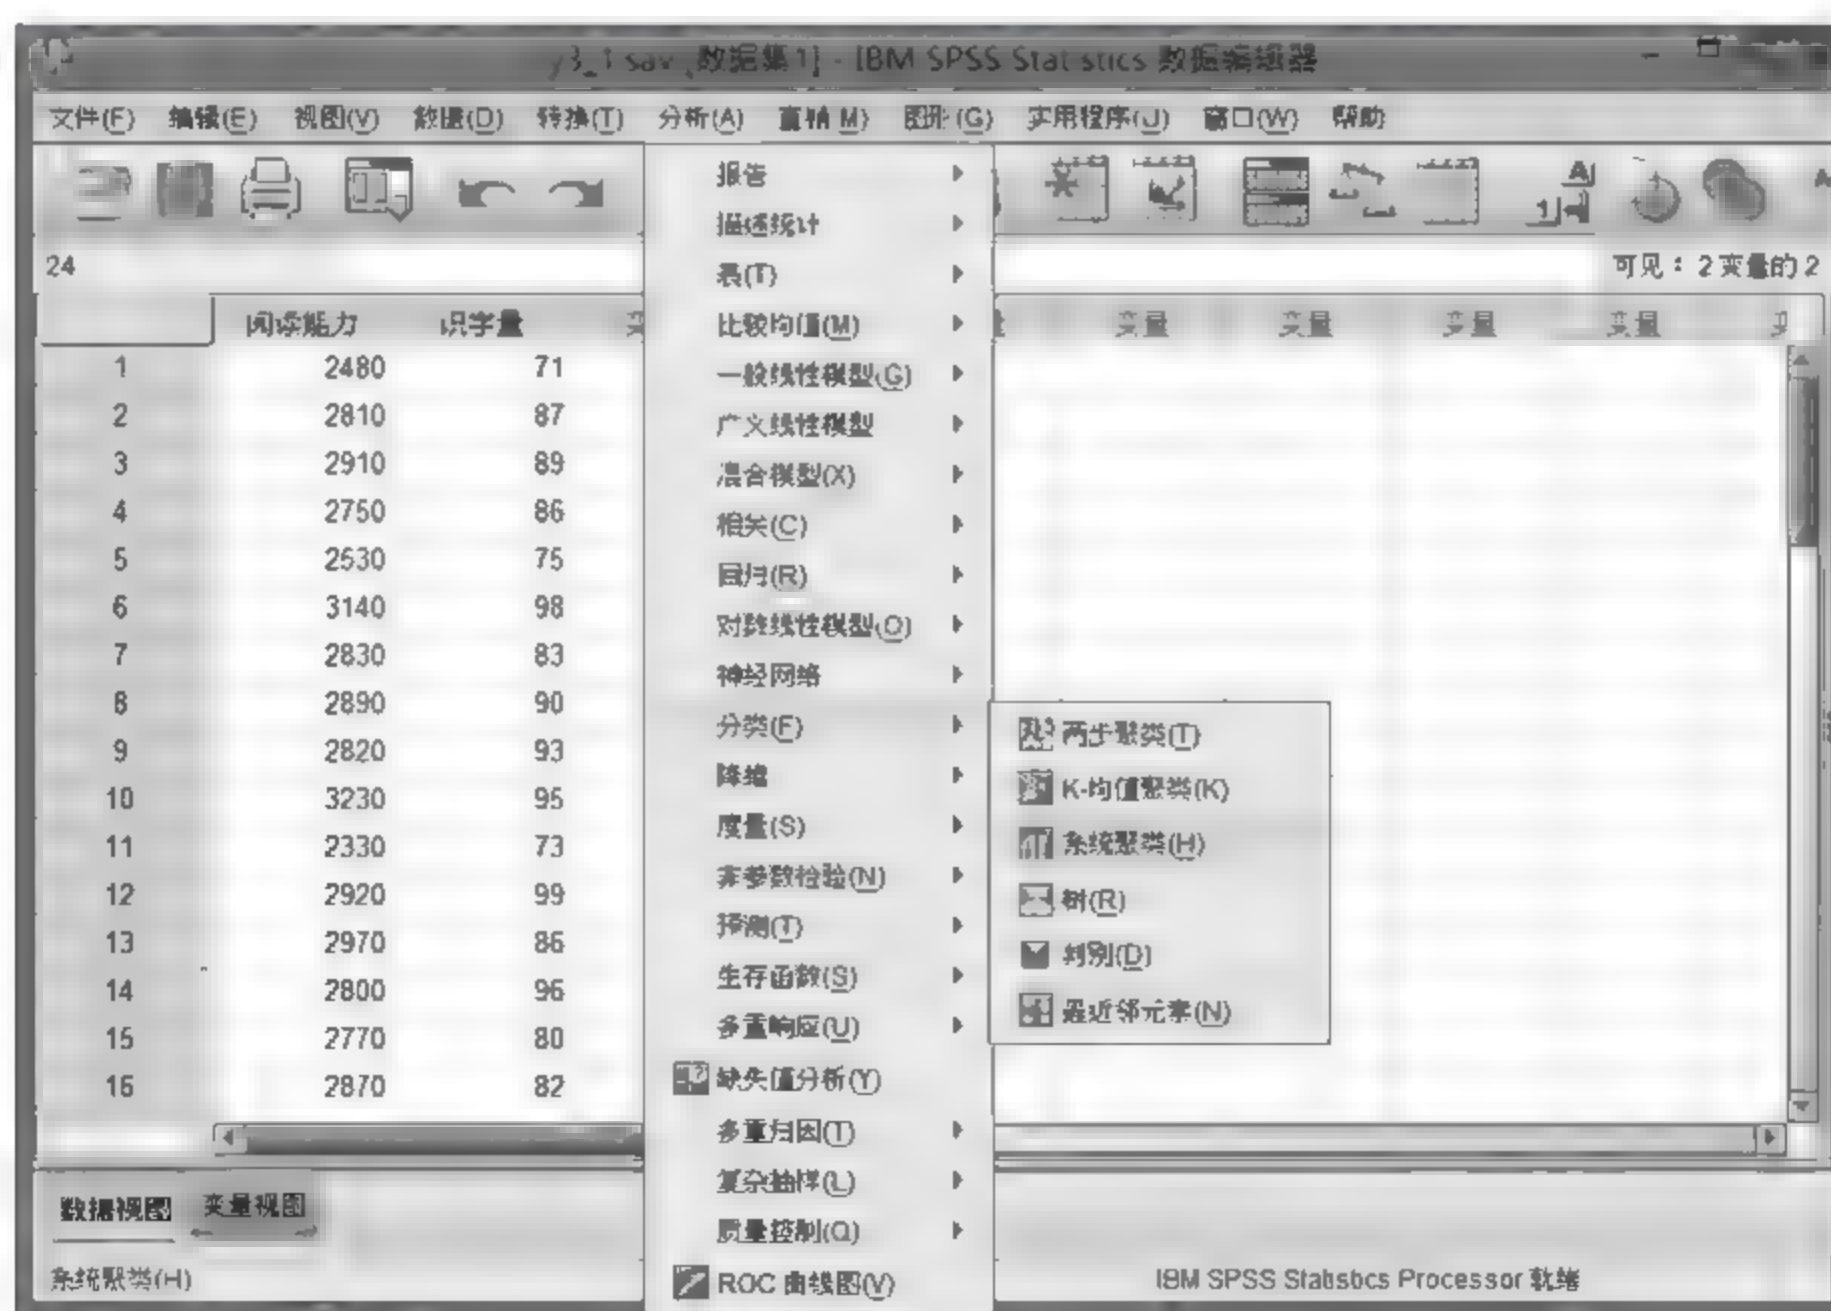 y3_1 sav [数据集1] - IBM SPSS Statistics 数据编辑器
文件(F) 编辑(E) 视图(V) 数据(D) 转换(T) 分析(A) 直销(M) 图形(G) 实用程序(U) 窗口(W) 帮助
24 可见：2变量的2
阅读能力 识字量 变量 变量 变量 变量
1 2480 71
2 2810 87
3 2910 89
4 2750 86
5 2530 75
6 3140 98
7 2830 83
8 2890 90
9 2820 93
10 3230 95
11 2330 73
12 2920 99
13 2970 86
14 2800 96
15 2770 80
16 2870 82
报告
描述统计
表(T)
比较均值(M)
一般线性模型(G)
广义线性模型
混合模型(X)
相关(C)
回归(R)
对数线性模型(O)
神经网络
分类(F)
降维
度量(S)
非参数检验(N)
预测(T)
生存函数(S)
多重响应(U)
缺失值分析(Y)
多重归因(T)
复杂抽样(L)
质量控制(Q)
ROC 曲线图(V)
两步聚类(T)
K-均值聚类(K)
系统聚类(H)
树(R)
判别(D)
最近邻元素(N)
数据视图 变量视图
系统聚类(H) IBM SPSS Statistics Processor 就绪